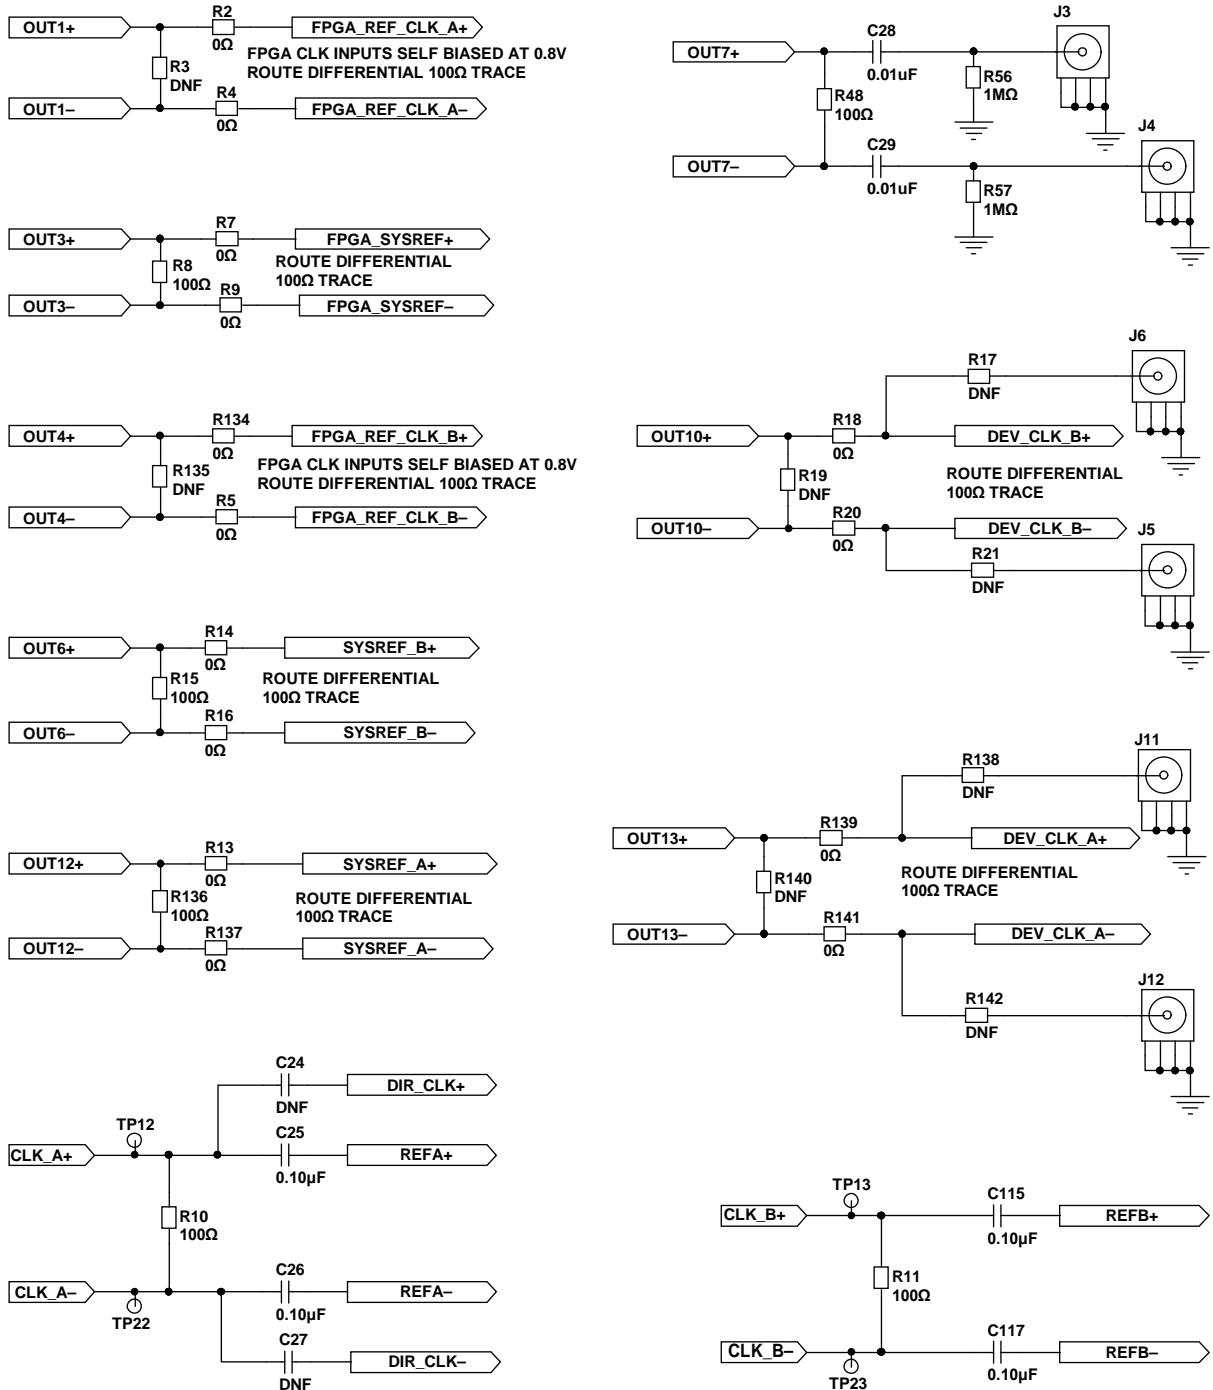 R2
OUT1+
FPGA_REF_CLK_A+
0Ω
FPGA CLK INPUTS SELF BIASED AT 0.8V
ROUTE DIFFERENTIAL 100Ω TRACE
R3
DNF
R4
OUT1–
FPGA_REF_CLK_A–
0Ω
R7
OUT3+
FPGA_SYSREF+
0Ω
ROUTE DIFFERENTIAL
100Ω TRACE
R8
100Ω
R9
OUT3–
FPGA_SYSREF–
0Ω
R134
OUT4+
FPGA_REF_CLK_B+
0Ω
FPGA CLK INPUTS SELF BIASED AT 0.8V
ROUTE DIFFERENTIAL 100Ω TRACE
R135
DNF
R5
OUT4–
FPGA_REF_CLK_B–
0Ω
R14
OUT6+
SYSREF_B+
0Ω
ROUTE DIFFERENTIAL
100Ω TRACE
R15
100Ω
R16
OUT6–
SYSREF_B–
0Ω
R13
OUT12+
SYSREF_A+
0Ω
ROUTE DIFFERENTIAL
100Ω TRACE
R136
100Ω
R137
OUT12–
SYSREF_A–
0Ω
C24
DIR_CLK+
DNF
TP12
C25
CLK_A+
REFA+
0.10µF
R10
100Ω
C26
CLK_A–
REFA–
0.10µF
TP22
C27
DIR_CLK–
DNF
J3
C28
OUT7+
0.01uF
R56
1MΩ
R48
100Ω
J4
C29
OUT7–
0.01uF
R57
1MΩ
J6
R17
DNF
R18
OUT10+
DEV_CLK_B+
0Ω
ROUTE DIFFERENTIAL
100Ω TRACE
R19
DNF
R20
OUT10–
DEV_CLK_B–
0Ω
J5
R21
DNF
J11
R138
DNF
R139
OUT13+
DEV_CLK_A+
0Ω
ROUTE DIFFERENTIAL
100Ω TRACE
R140
DNF
R141
OUT13–
DEV_CLK_A–
0Ω
J12
R142
DNF
TP13
C115
CLK_B+
REFB+
0.10µF
R11
100Ω
C117
CLK_B–
REFB–
0.10µF
TP23